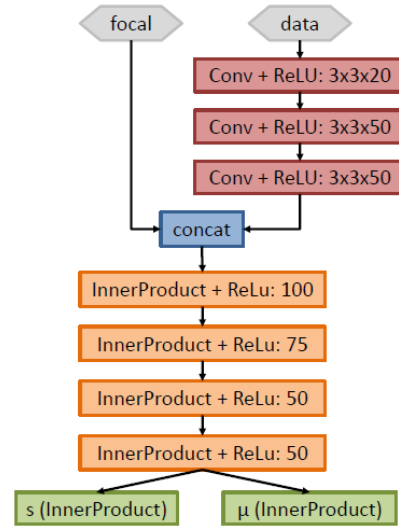 focal
data
Conv + ReLU: 3x3x20
Conv + ReLU: 3x3x50
Conv + ReLU: 3x3x50
concat
InnerProduct + ReLu: 100
InnerProduct + ReLu: 75
InnerProduct + ReLu: 50
InnerProduct + ReLu: 50
s (InnerProduct)
μ (InnerProduct)